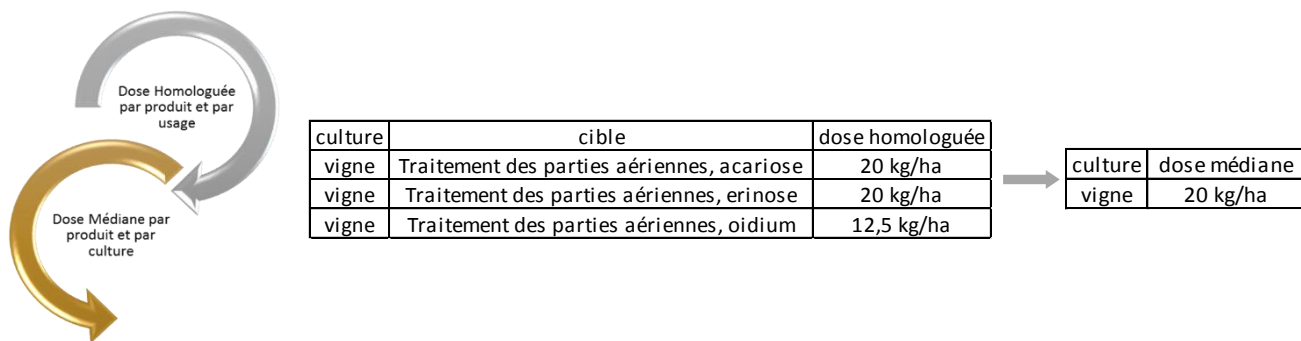 Dose Homologuée
par produit et par
usage
Dose Médiane par
produit et par
culture
culture cible dose homologuée
vigne Traitement des parties aériennes, acariose 20 kg/ha
vigne Traitement des parties aériennes, erinose 20 kg/ha
vigne Traitement des parties aériennes, oidium 12,5 kg/ha
culture dose médiane
vigne 20 kg/ha